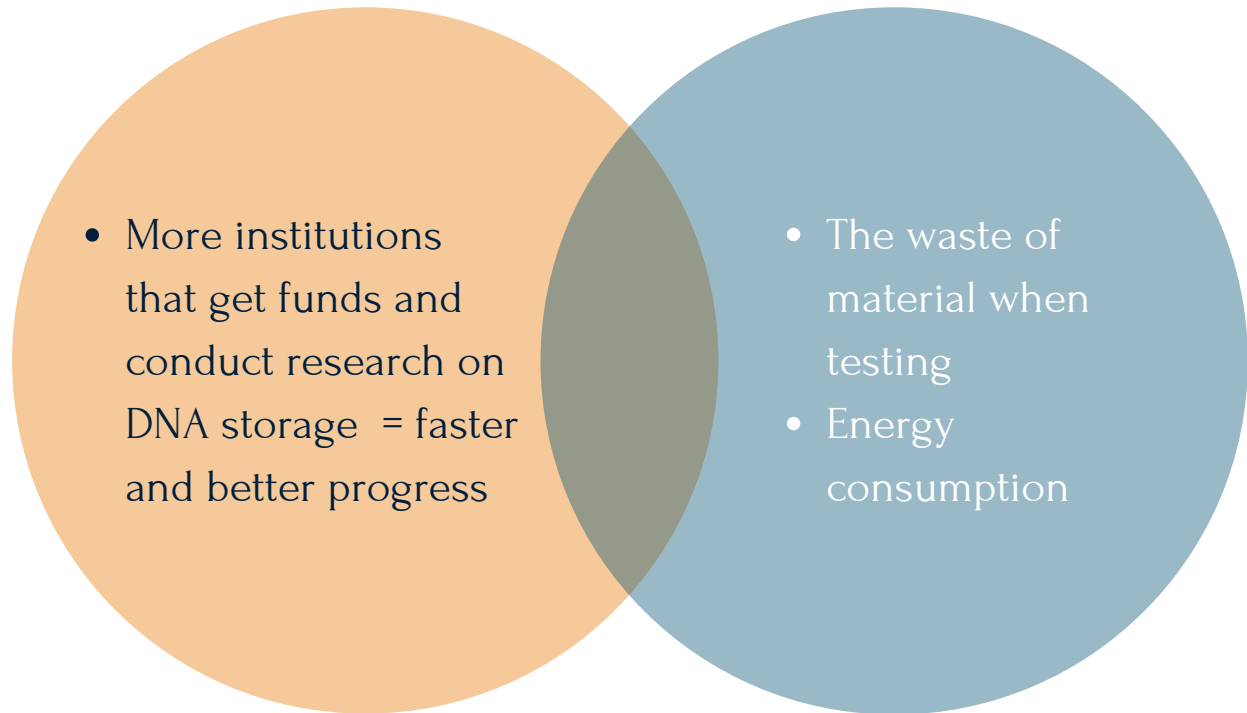 • More institutions
that get funds and
conduct research on
DNA storage = faster
and better progress
• The waste of
material when
testing
• Energy
consumption